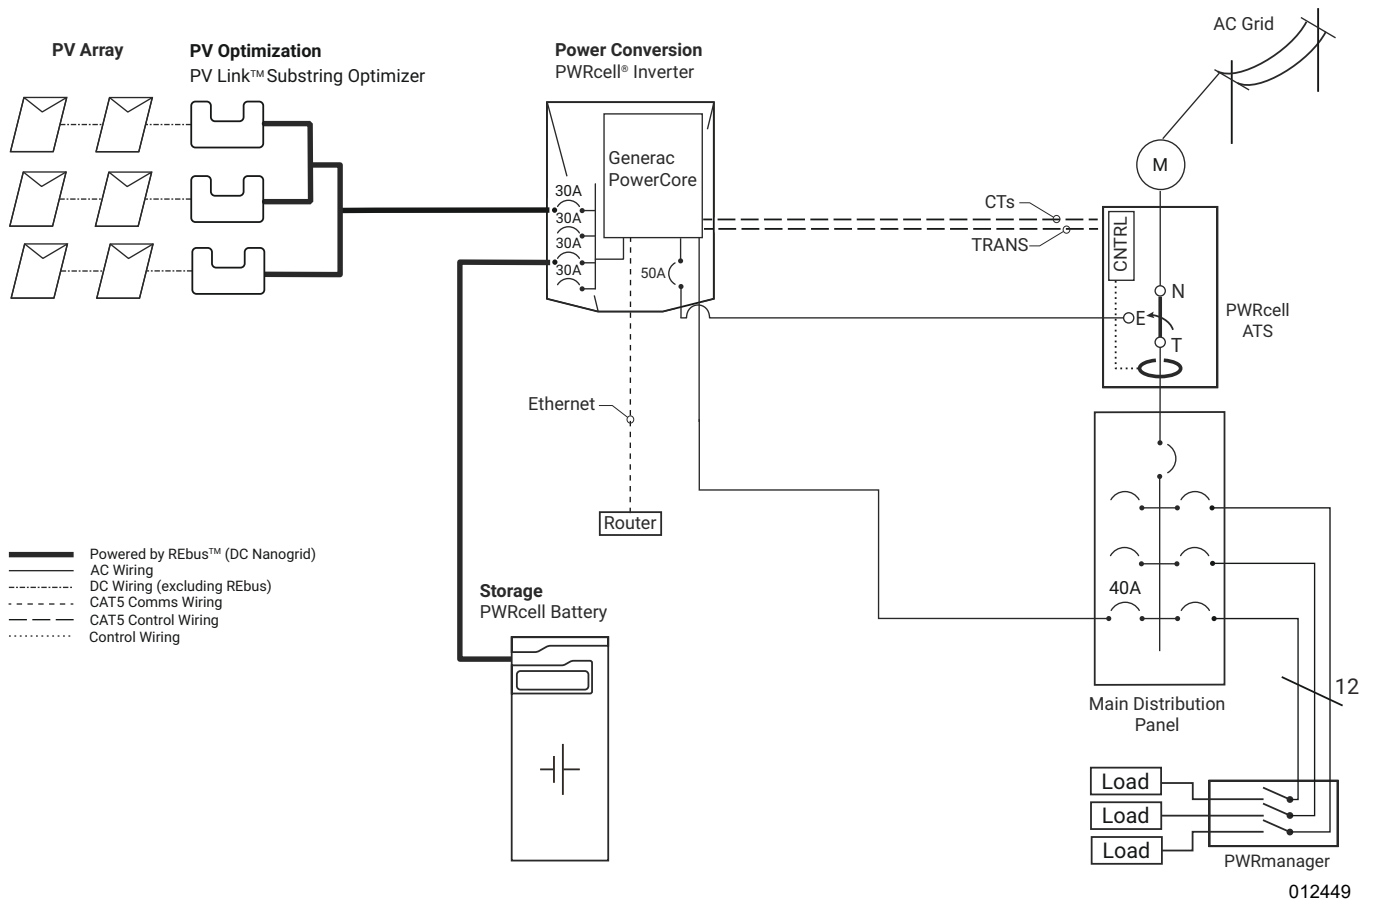 PV Array
PV Optimization
PV Link™ Substring Optimizer
Power Conversion
PWRcell® Inverter
AC Grid
M
Generac
PowerCore
30A
30A
30A
30A
50A
CTs
TRANS
CNTRL
N
E
T
PWRcell
ATS
Ethernet
Router
Powered by REbus™ (DC Nanogrid)
AC Wiring
DC Wiring (excluding REbus)
CAT5 Comms Wiring
CAT5 Control Wiring
Control Wiring
Storage
PWRcell Battery
40A
Main Distribution
Panel
12
Load
Load
Load
PWRmanager
012449